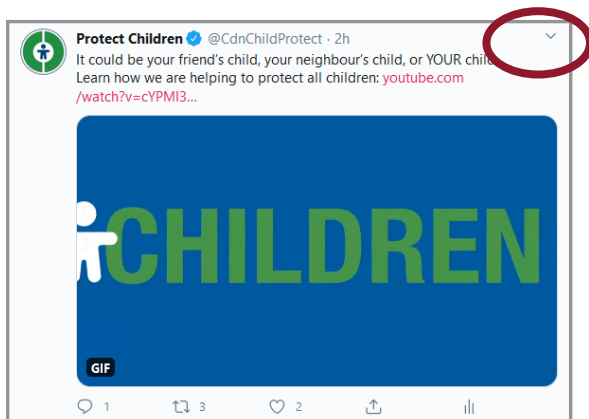 Protect Children @CdnChildProtect · 2h
It could be your friend's child, your neighbour's child, or YOUR
Learn how we are helping to protect all children: youtube.com
/watch?v=cYPMI3...
CHILDREN
GIF
1 3 2